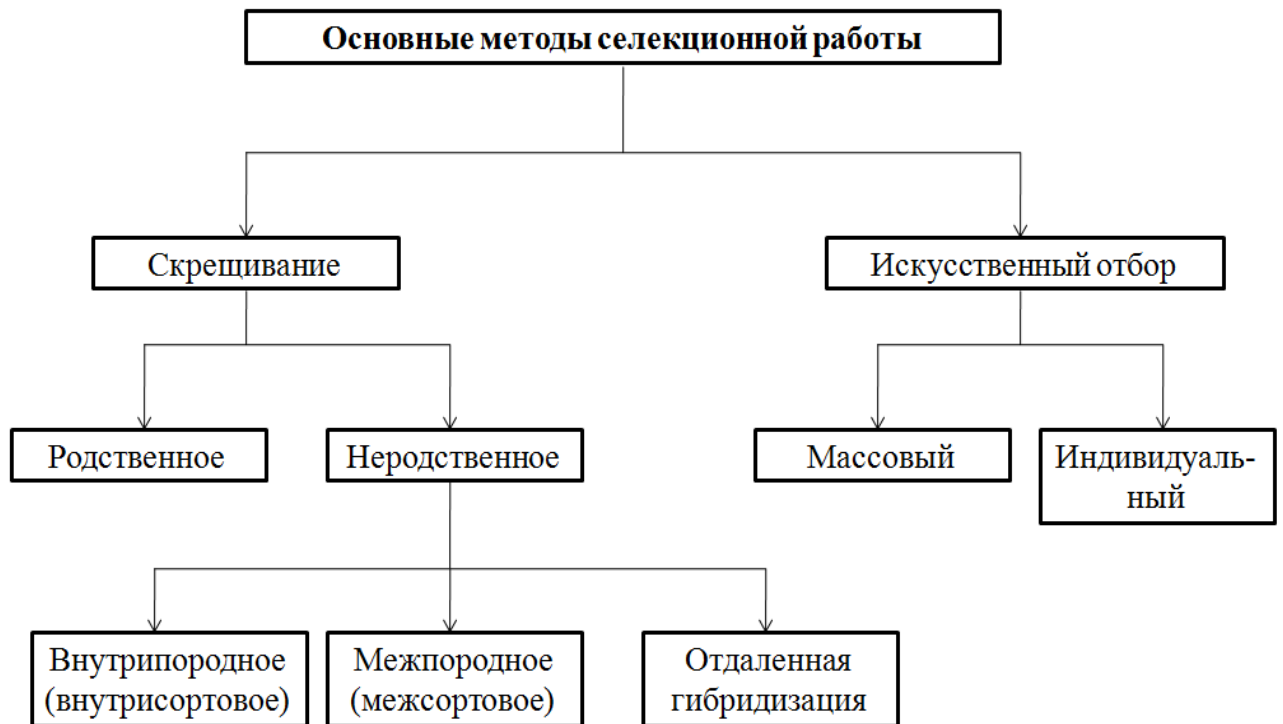 Основные методы селекционной работы
Скрещивание
Искусственный отбор
Родственное
Неродственное
Массовый
Индивидуаль-
ный
Внутрипородное
(внутрисортовое)
Межпородное
(межсортовое)
Отдаленная
гибридизация